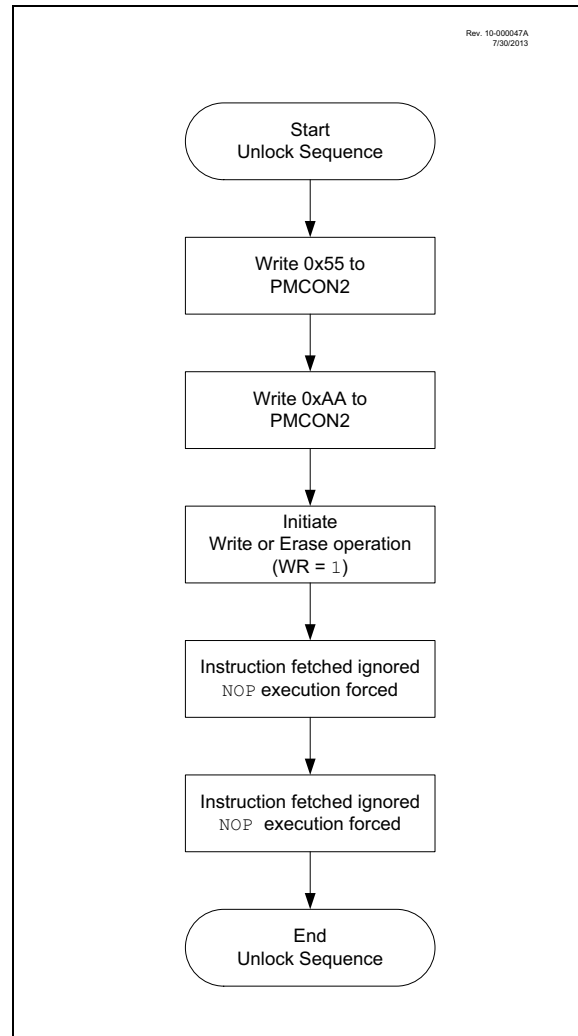 Rev. 10-000047A
7/30/2013
Start
Unlock Sequence
Write 0x55 to
PMCON2
Write 0xAA to
PMCON2
Initiate
Write or Erase operation
(WR = 1)
Instruction fetched ignored
NOP execution forced
Instruction fetched ignored
NOP execution forced
End
Unlock Sequence